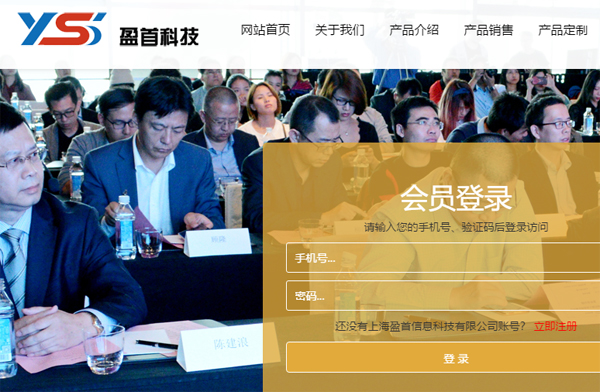 YS
盈首科技
网站首页 关于我们 产品介绍 产品销售 产品定制
会员登录
请输入您的手机号、验证码后登录访问
手机号...
密码...
还没有上海盈首信息科技有限公司账号? 立即注册
登 录
陈建浪